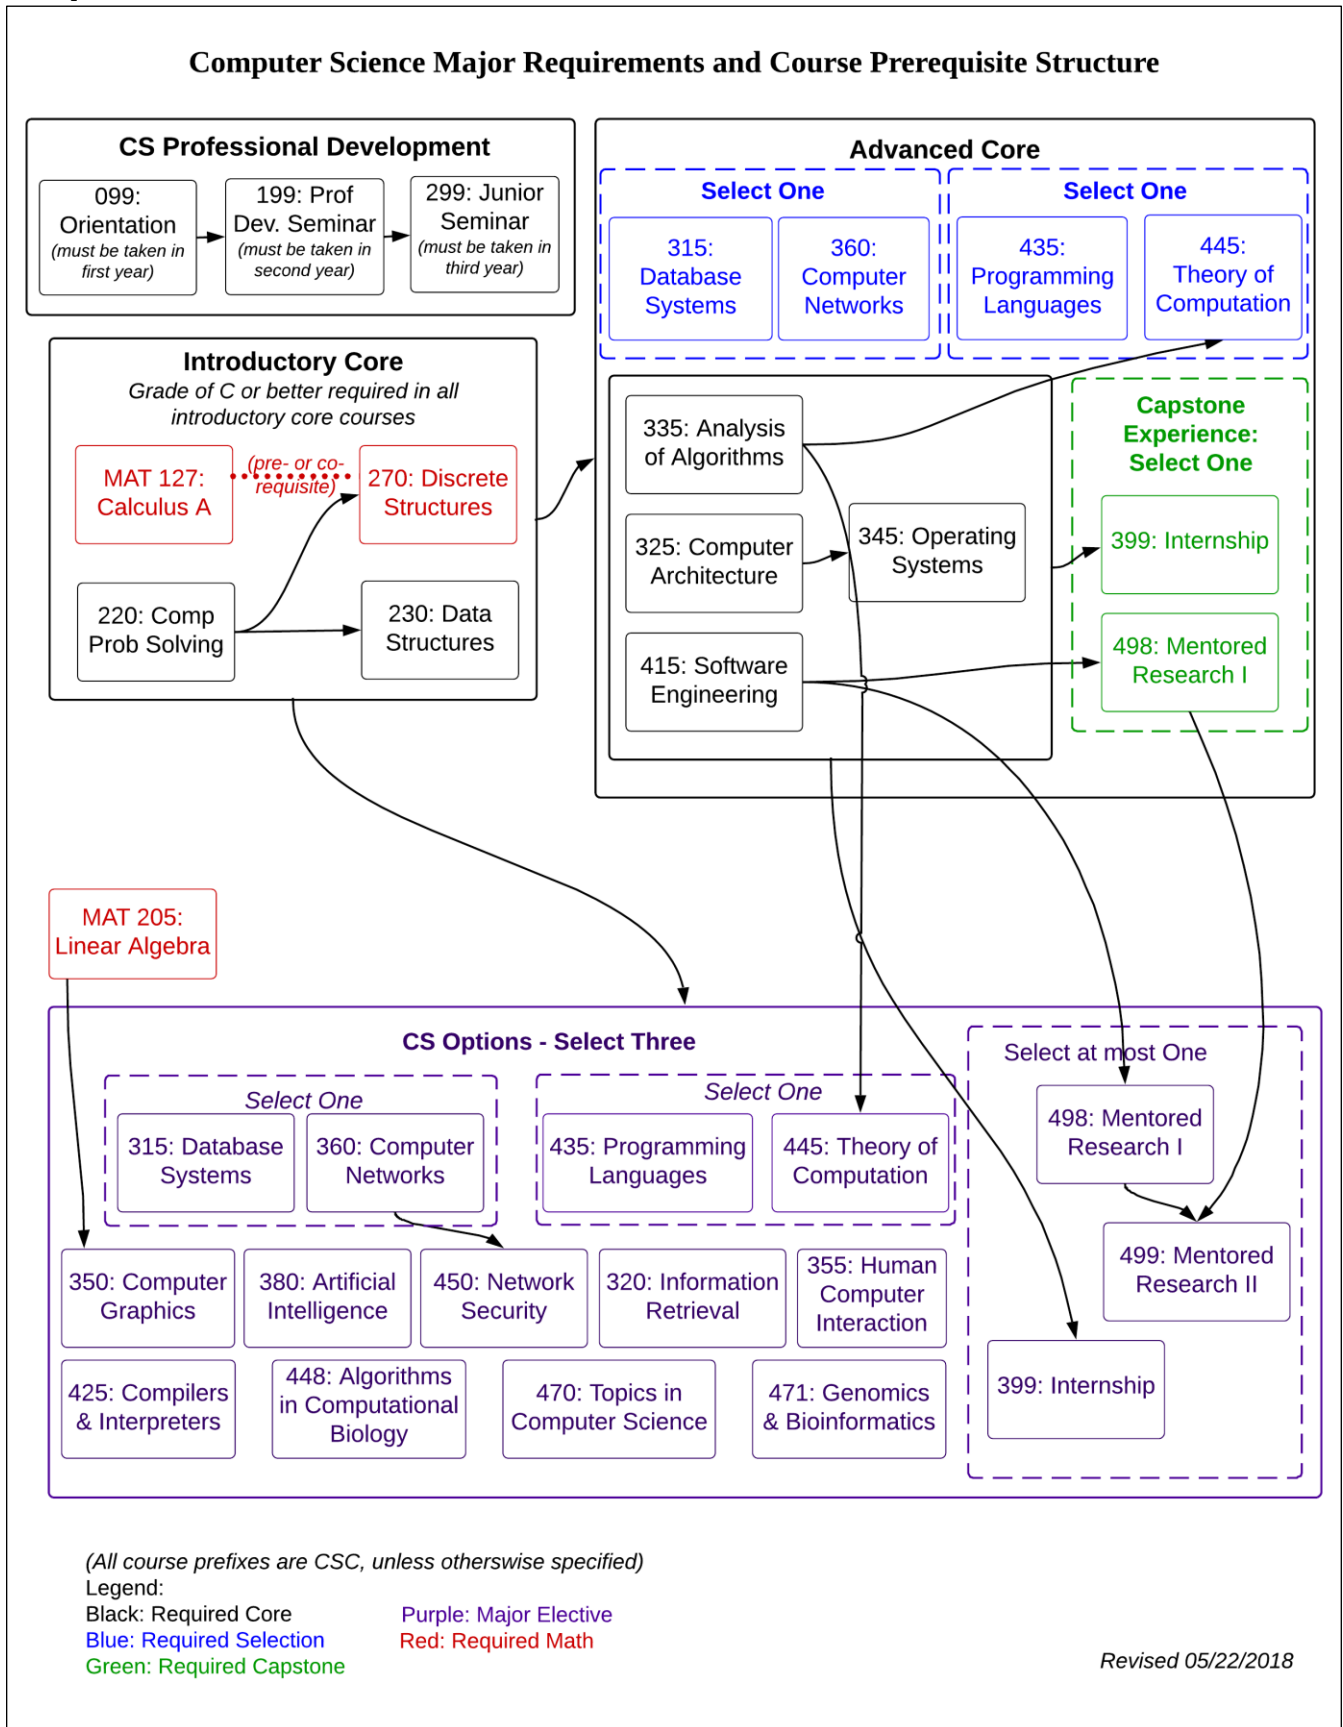 Computer Science Major Requirements and Course Prerequisite Structure
CS Professional Development
099:
Orientation
(must be taken in
first year)
199: Prof
Dev. Seminar
(must be taken in
second year)
299: Junior
Seminar
(must be taken in
third year)
Introductory Core
Grade of C or better required in all
introductory core courses
MAT 127:
Calculus A
(pre- or co-
requisite)
270: Discrete
Structures
220: Comp
Prob Solving
230: Data
Structures
Advanced Core
Select One
315:
Database
Systems
360:
Computer
Networks
Select One
435:
Programming
Languages
445:
Theory of
Computation
335: Analysis
of Algorithms
325: Computer
Architecture
345: Operating
Systems
415: Software
Engineering
Capstone
Experience:
Select One
399: Internship
498: Mentored
Research I
MAT 205:
Linear Algebra
CS Options - Select Three
Select One
315: Database
Systems
360: Computer
Networks
Select One
435: Programming
Languages
445: Theory of
Computation
Select at most One
498: Mentored
Research I
499: Mentored
Research II
399: Internship
350: Computer
Graphics
380: Artificial
Intelligence
450: Network
Security
320: Information
Retrieval
355: Human
Computer
Interaction
425: Compilers
& Interpreters
448: Algorithms
in Computational
Biology
470: Topics in
Computer Science
471: Genomics
& Bioinformatics
(All course prefixes are CSC, unless otherwise specified)
Legend:
Black: Required Core
Purple: Major Elective
Blue: Required Selection
Red: Required Math
Green: Required Capstone
Revised 05/22/2018